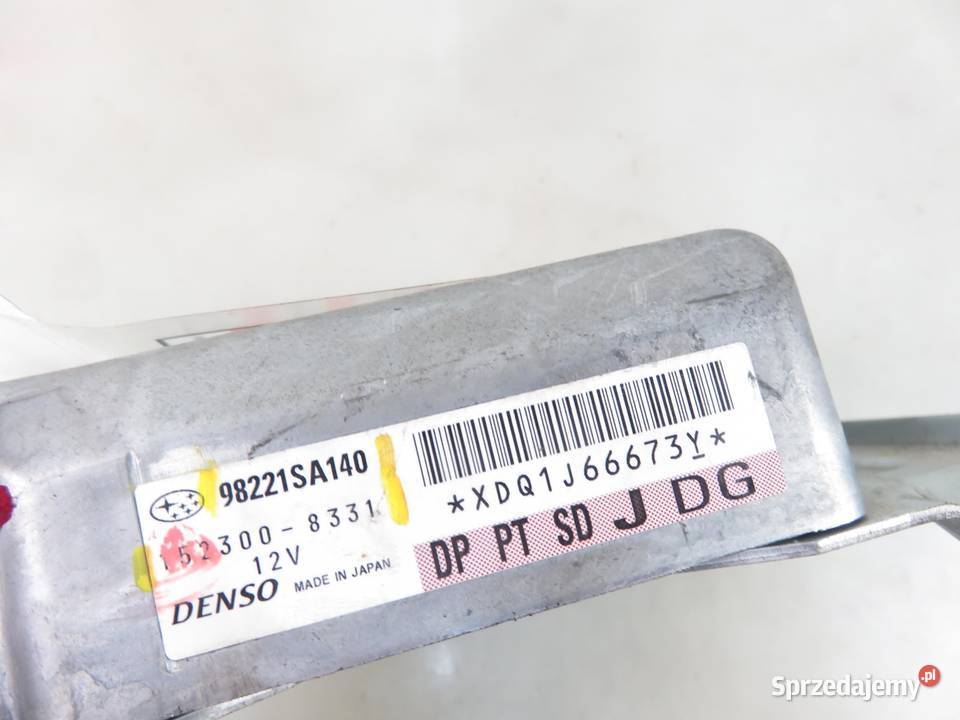 98221SA140
152300-8331
12V
DENSO MADE IN JAPAN
*XDQ1J66673Y*
DP PT SD J DG
Sprzedajemy.pl